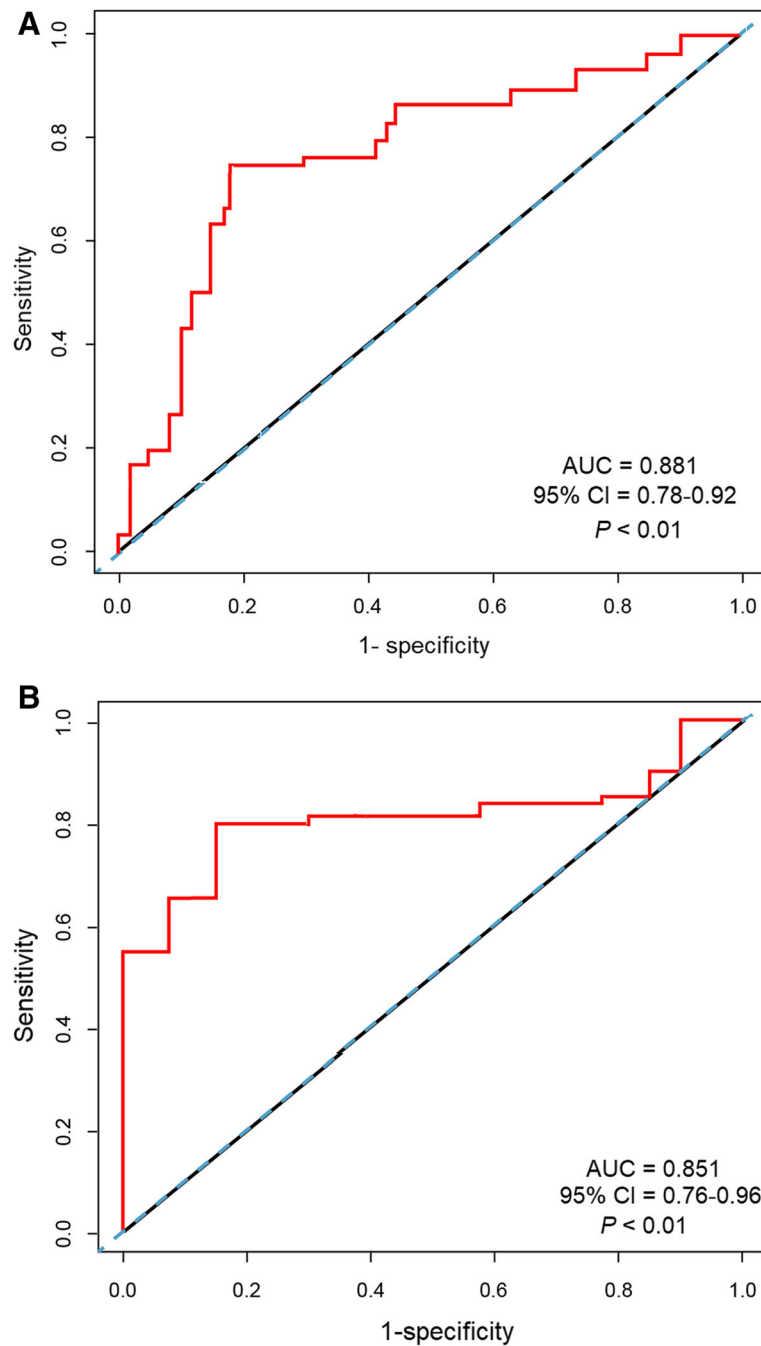 A
1.0
0.8
0.6
0.4
0.2
0.0
Sensitivity
AUC = 0.881
95% CI = 0.78-0.92
P < 0.01
0.0 0.2 0.4 0.6 0.8 1.0
1- specificity
B
1.0
0.8
0.6
0.4
0.2
0.0
Sensitivity
AUC = 0.851
95% CI = 0.76-0.96
P < 0.01
0.0 0.2 0.4 0.6 0.8 1.0
1-specificity